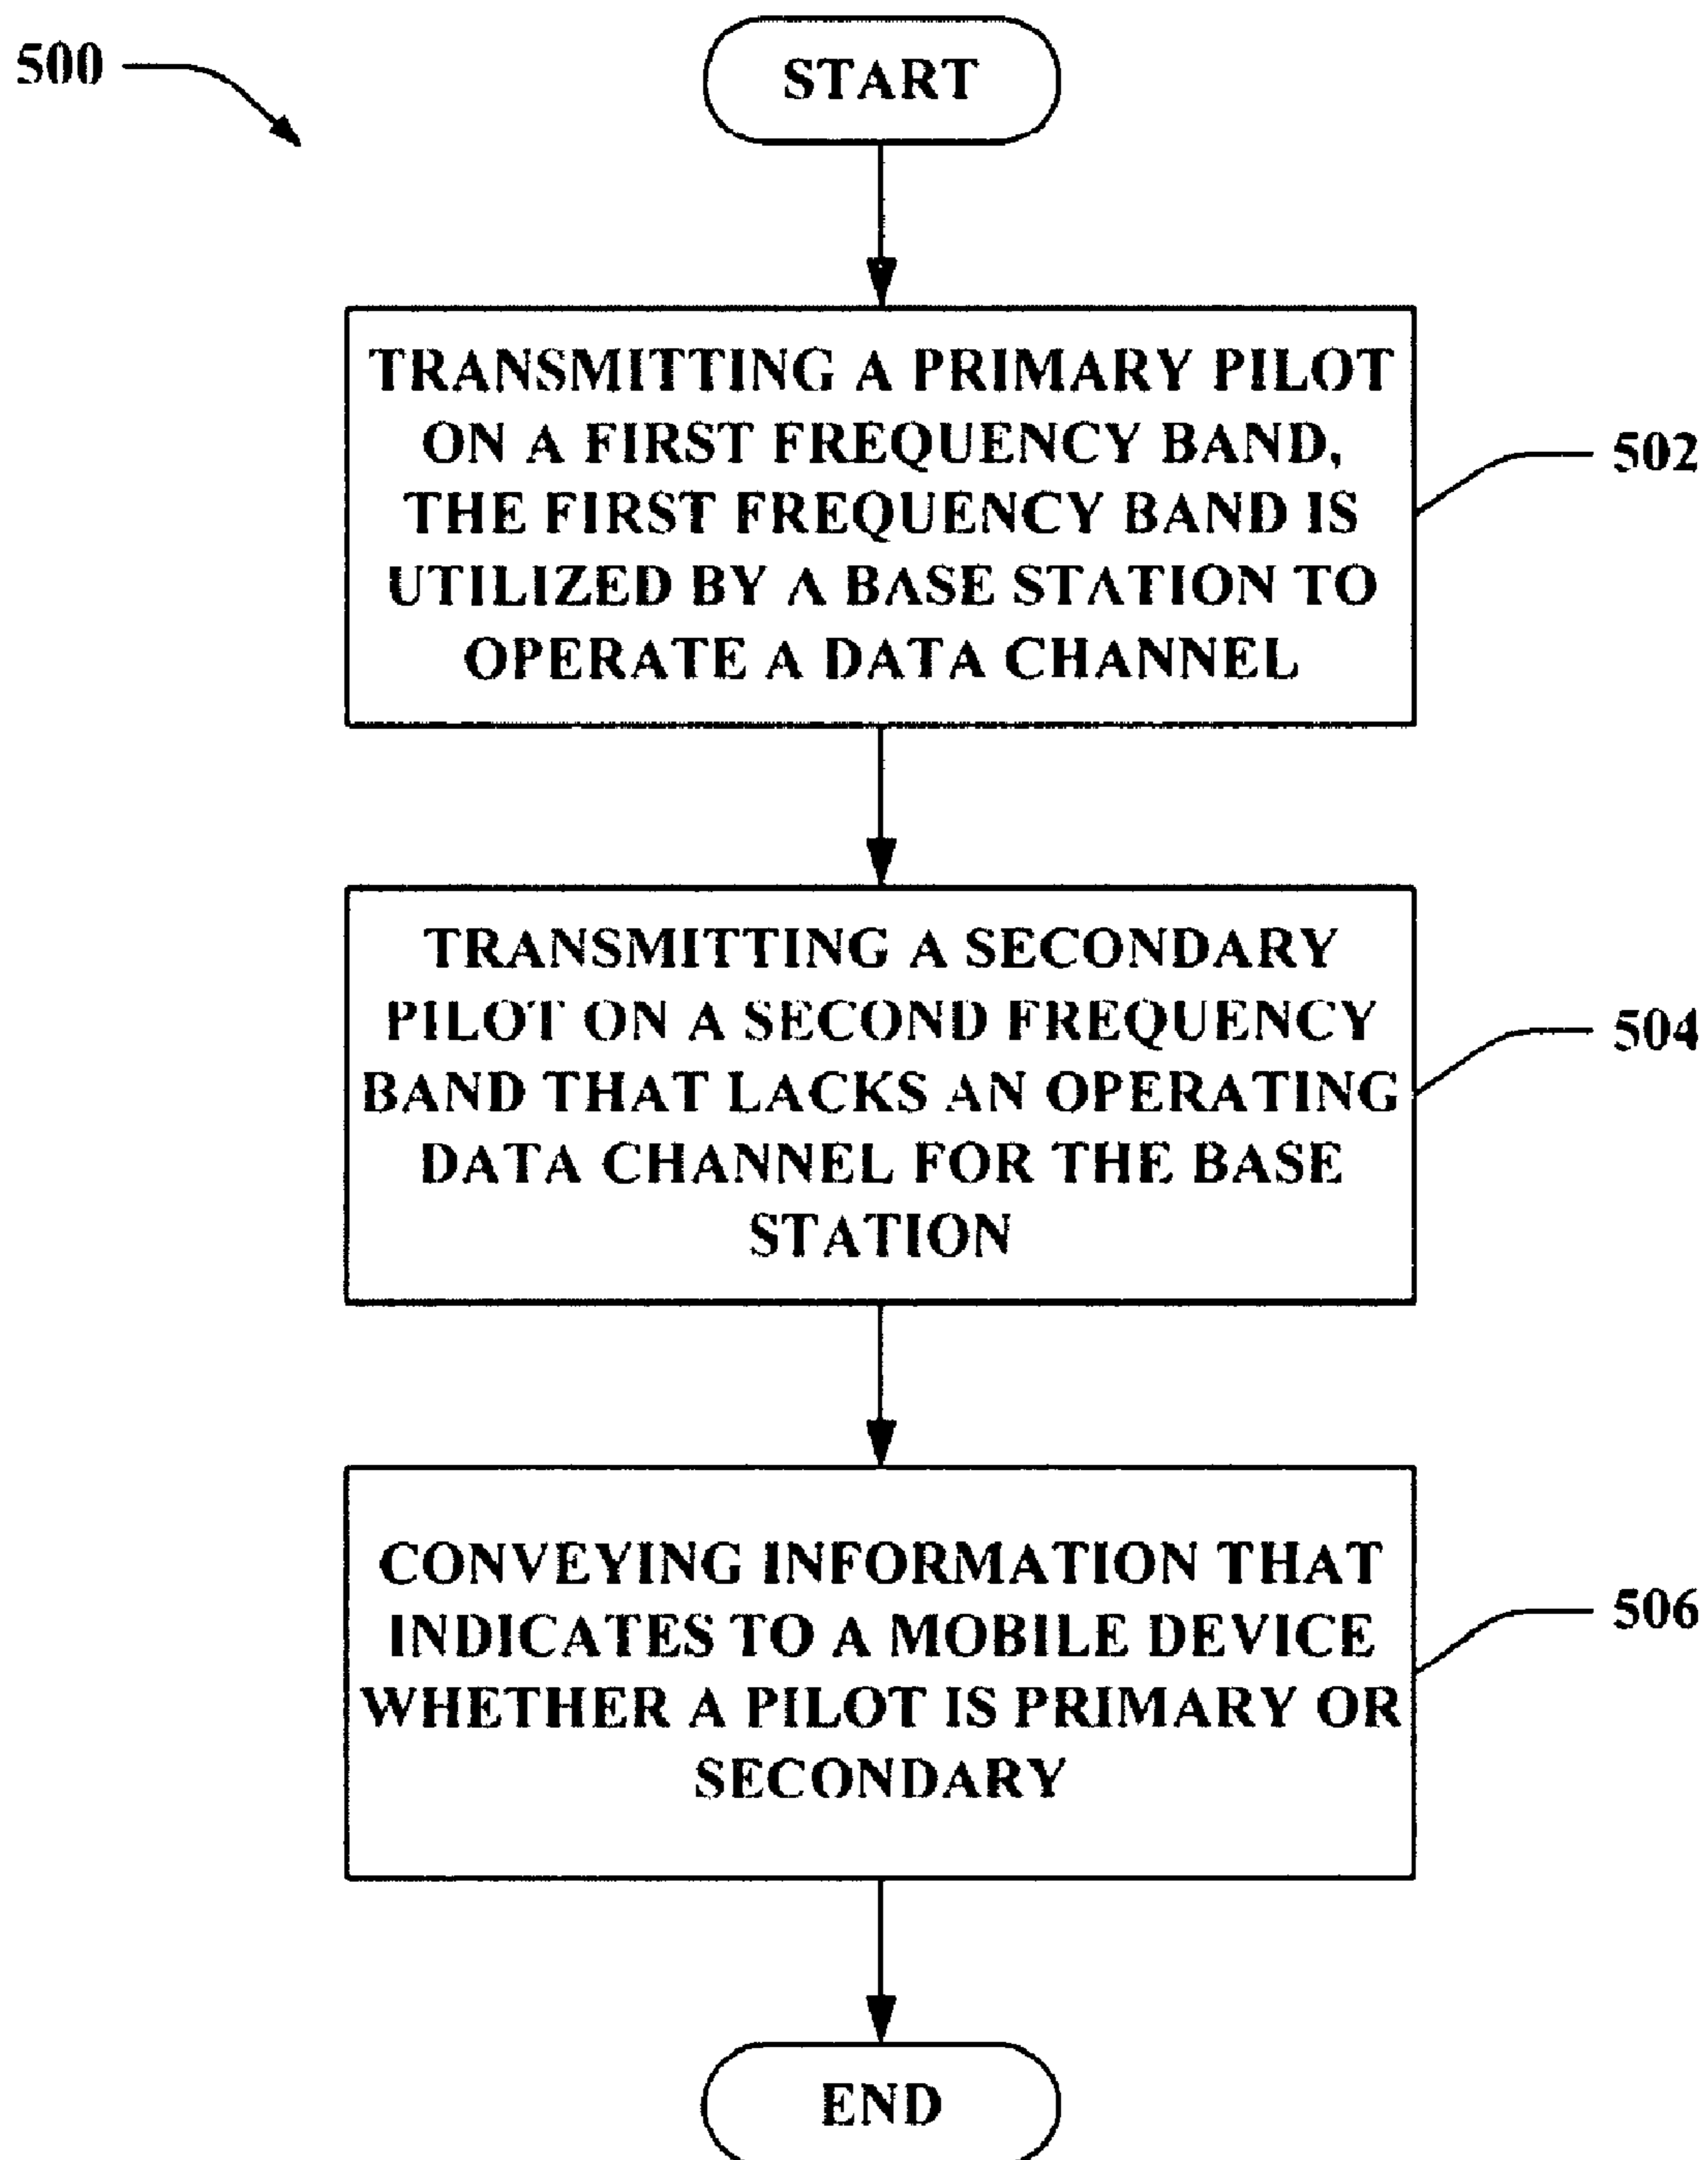 500
START
TRANSMITTING A PRIMARY PILOT
ON A FIRST FREQUENCY BAND,
THE FIRST FREQUENCY BAND IS
UTILIZED BY A BASE STATION TO
OPERATE A DATA CHANNEL
502
TRANSMITTING A SECONDARY
PILOT ON A SECOND FREQUENCY
BAND THAT LACKS AN OPERATING
DATA CHANNEL FOR THE BASE
STATION
504
CONVEYING INFORMATION THAT
INDICATES TO A MOBILE DEVICE
WHETHER A PILOT IS PRIMARY OR
SECONDARY
506
END